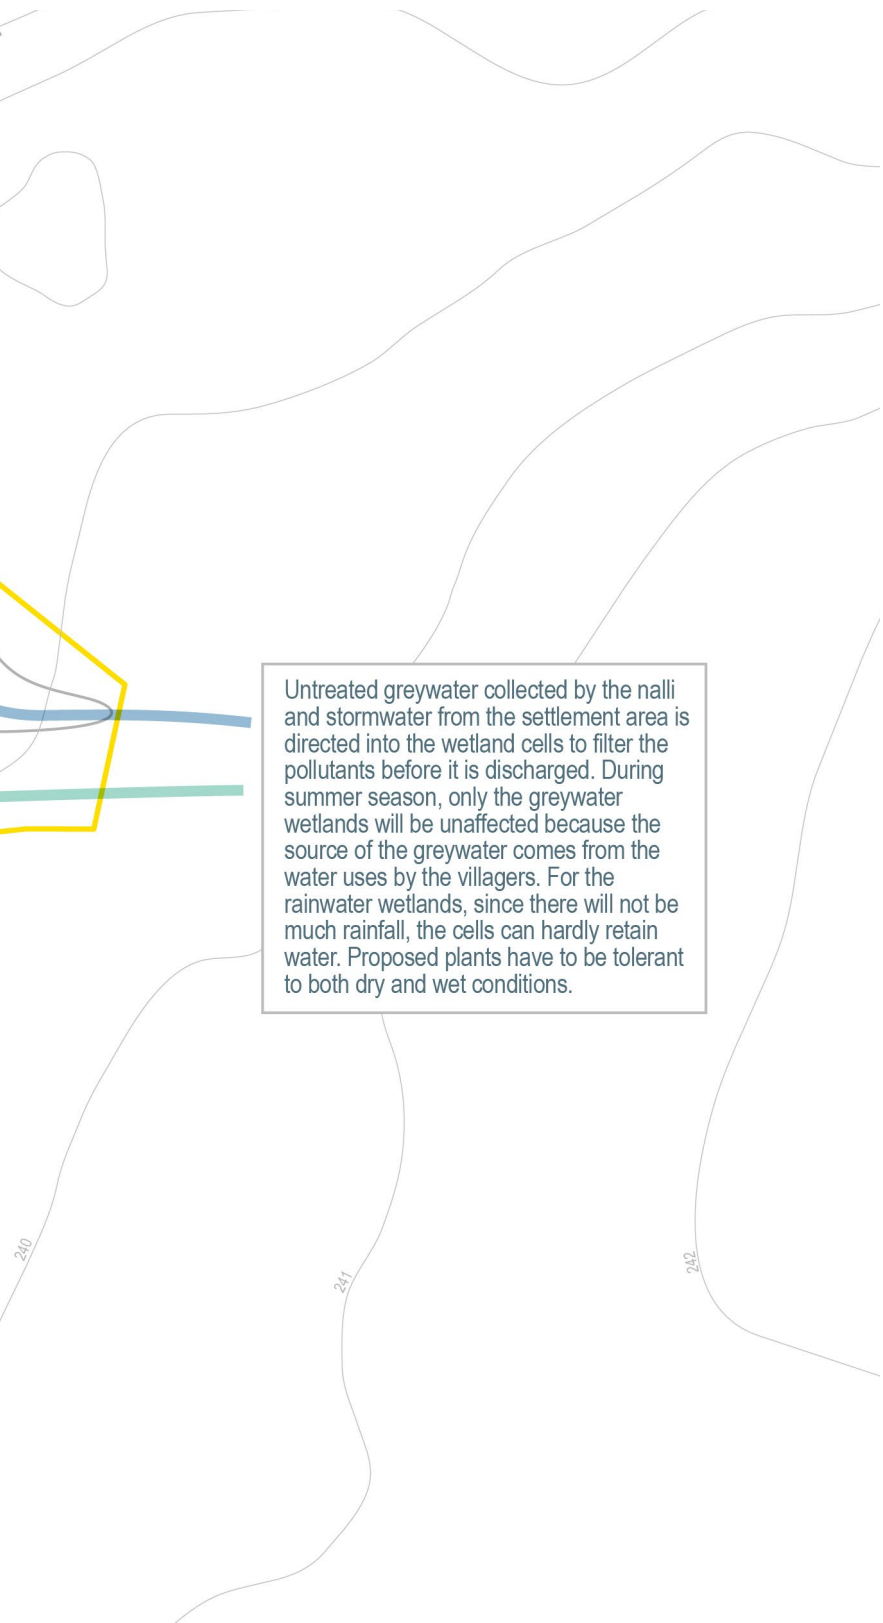 Untreated greywater collected by the nalli
and stormwater from the settlement area is
directed into the wetland cells to filter the
pollutants before it is discharged. During
summer season, only the greywater
wetlands will be unaffected because the
source of the greywater comes from the
water uses by the villagers. For the
rainwater wetlands, since there will not be
much rainfall, the cells can hardly retain
water. Proposed plants have to be tolerant
to both dry and wet conditions.
240
241
242